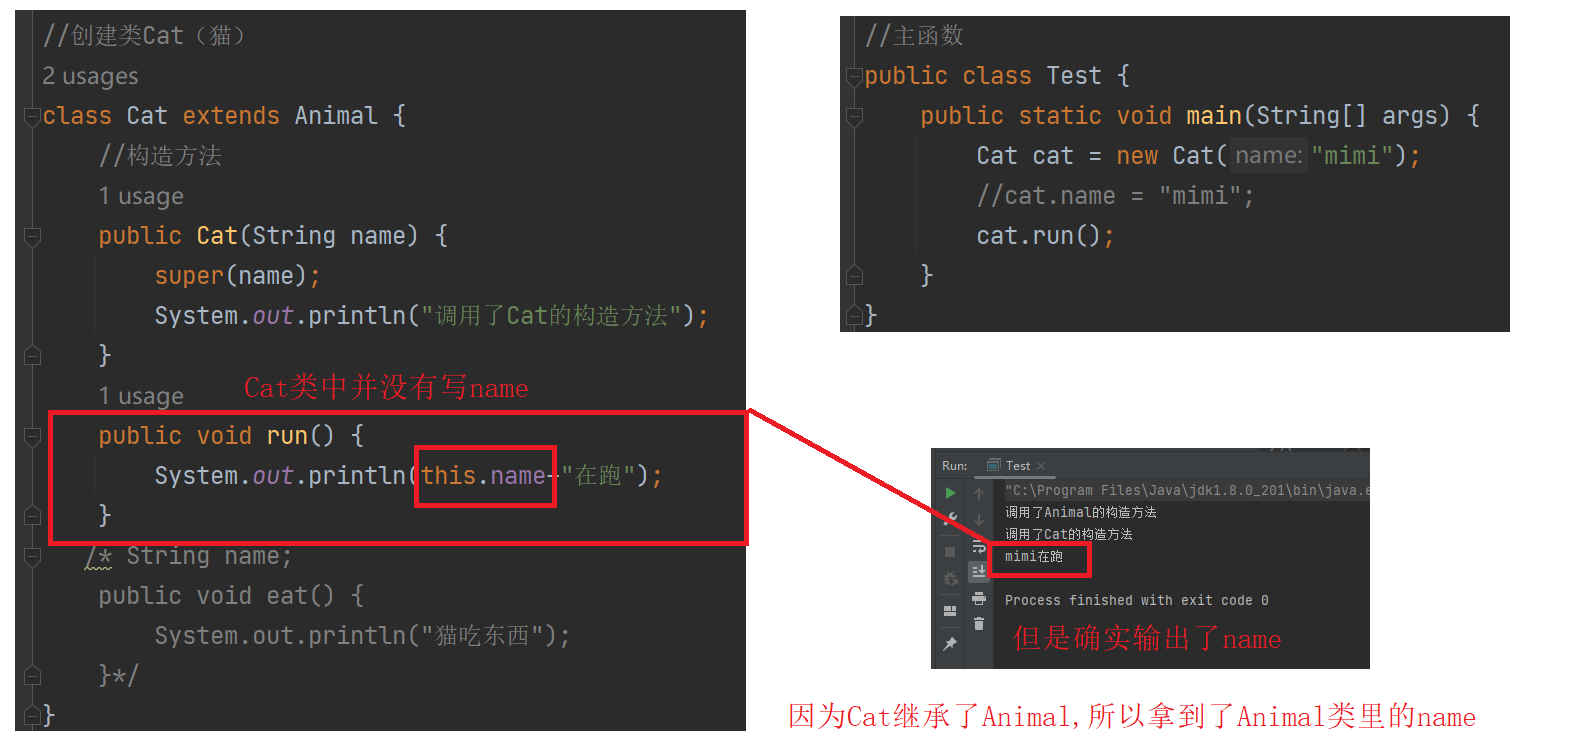 //创建类Cat（猫）
2 usages
class Cat extends Animal {
//构造方法
1 usage
public Cat(String name) {
super(name);
System.out.println("调用了Cat的构造方法");
}
1 usage
Cat类中并没有写name
public void run() {
System.out.println(this.name+"在跑");
}
/* String name;
public void eat() {
System.out.println("猫吃东西");
}*/
}
//主函数
public class Test {
public static void main(String[] args) {
Cat cat = new Cat( name: "mimi");
//cat.name = "mimi";
cat.run();
}
}
Run: Test ×
"C:\Program Files\Java\jdk1.8.0_201\bin\java.e
调用了Animal的构造方法
调用了Cat的构造方法
mimi在跑
Process finished with exit code 0
但是确实输出了name
因为Cat继承了Animal,所以拿到了Animal类里的name